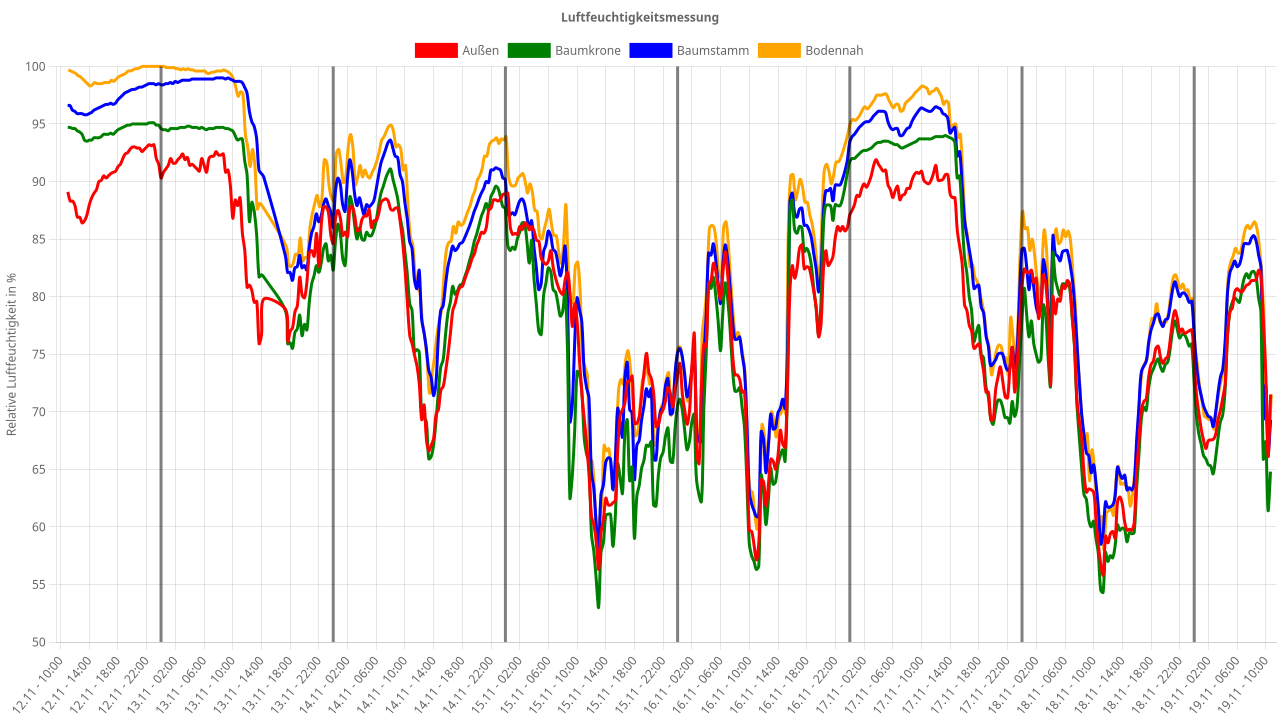 Luftfeuchtigkeitsmessung
Außen Baumkrone Baumstamm Bodennah
Relative Luftfeuchtigkeit in %
100
95
90
85
80
75
70
65
60
55
50
12.11 - 10:00
12.11 - 14:00
12.11 - 18:00
12.11 - 22:00
13.11 - 02:00
13.11 - 06:00
13.11 - 10:00
13.11 - 14:00
13.11 - 18:00
13.11 - 22:00
14.11 - 02:00
14.11 - 06:00
14.11 - 10:00
14.11 - 14:00
14.11 - 18:00
14.11 - 22:00
15.11 - 02:00
15.11 - 06:00
15.11 - 10:00
15.11 - 14:00
15.11 - 18:00
15.11 - 22:00
16.11 - 02:00
16.11 - 06:00
16.11 - 10:00
16.11 - 14:00
16.11 - 18:00
16.11 - 22:00
17.11 - 02:00
17.11 - 06:00
17.11 - 10:00
17.11 - 14:00
17.11 - 18:00
17.11 - 22:00
18.11 - 02:00
18.11 - 06:00
18.11 - 10:00
18.11 - 14:00
18.11 - 18:00
18.11 - 22:00
19.11 - 02:00
19.11 - 06:00
19.11 - 10:00